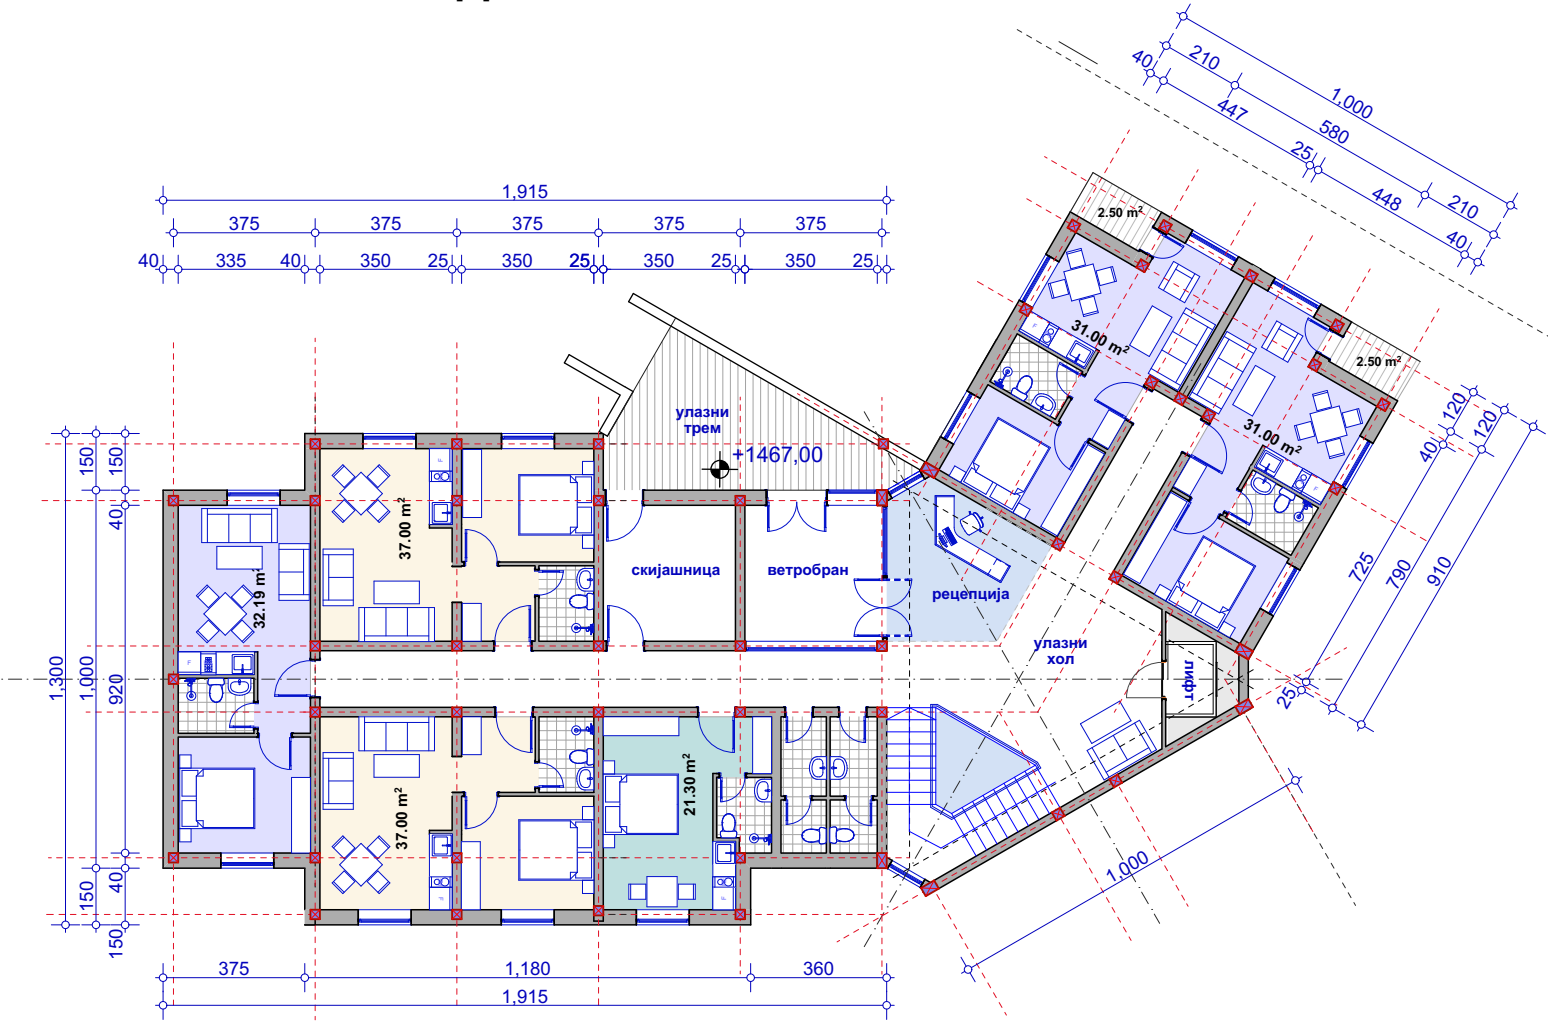 1,000
210
580
210
40
447
25
448
40
1,915
375
375
375
375
375
40
335
40
350
25
350
25
350
25
350
25
2.50 m²
2.50 m²
31.00 m²
31.00 m²
F
F
120
120
40
725
790
910
25
улазни
трем
+1467,00
150
150
40
1,300
1,000
920
150
40
150
32.19 m²
37.00 m²
F
F
скијашница
ветробран
рецепција
улазни
хол
лифт
37.00 m²
21.30 m²
F
F
1,000
375
1,180
360
1,915